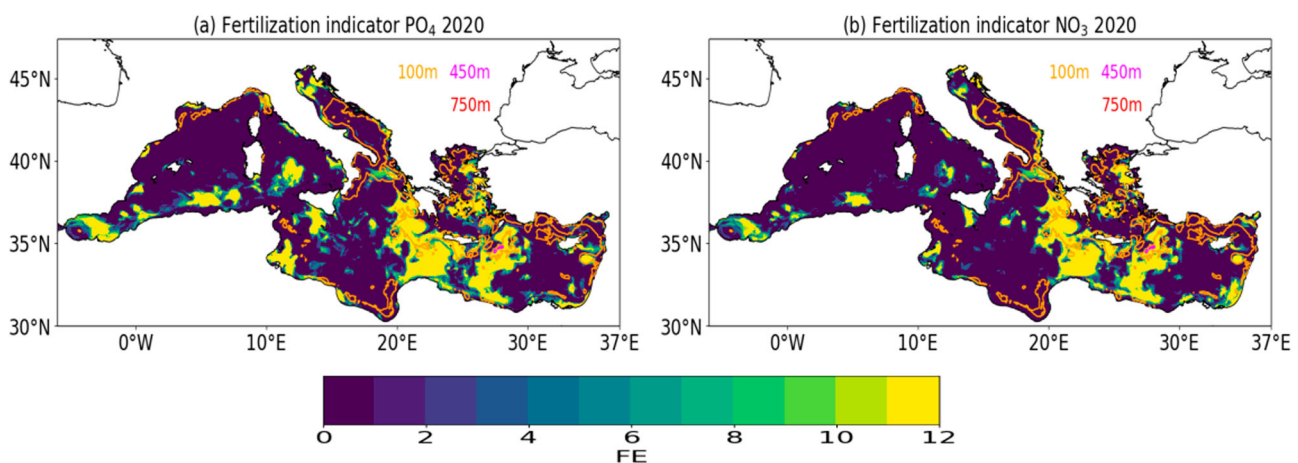 (a) Fertilization indicator PO₄ 2020
(b) Fertilization indicator NO₃ 2020
45°N
40°N
35°N
30°N
100m 450m
750m
0°W 10°E 20°E 30°E 37°E
45°N
40°N
35°N
30°N
100m 450m
750m
0°W 10°E 20°E 30°E 37°E
0 2 4 6 8 10 12
FE